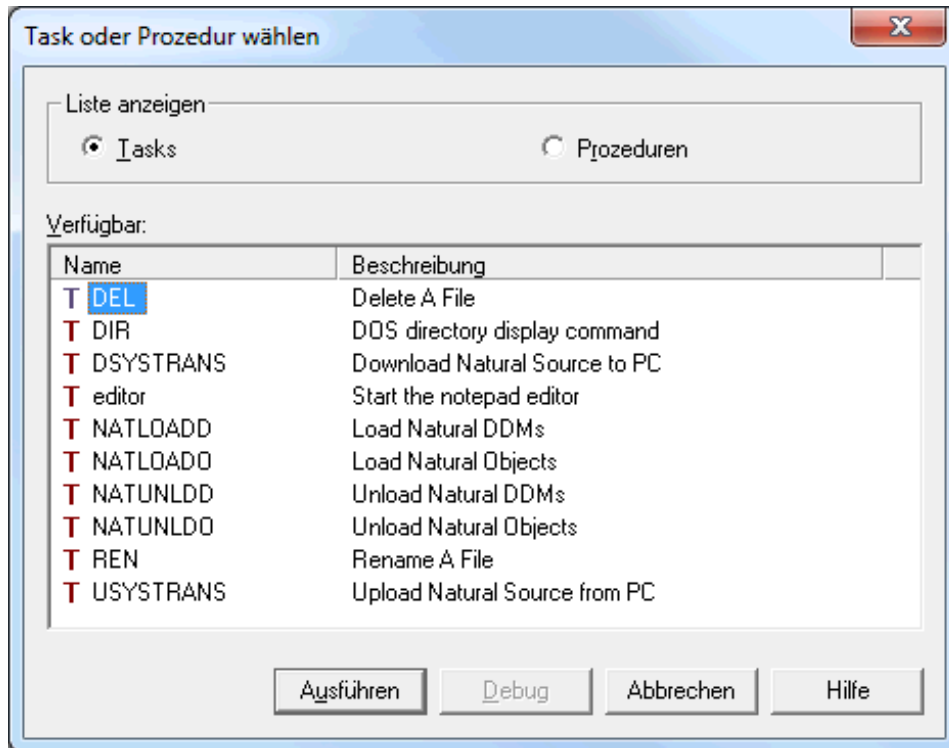 Task oder Prozedur wählen
Liste anzeigen
Tasks Prozeduren
Verfügbar:
Name Beschreibung
T DEL Delete A File
T DIR DOS directory display command
T DSYSTRANS Download Natural Source to PC
T editor Start the notepad editor
T NATLOADD Load Natural DDMs
T NATLOADO Load Natural Objects
T NATUNLDD Unload Natural DDMs
T NATUNLDO Unload Natural Objects
T REN Rename A File
T USYSTRANS Upload Natural Source from PC
Ausführen Debug Abbrechen Hilfe